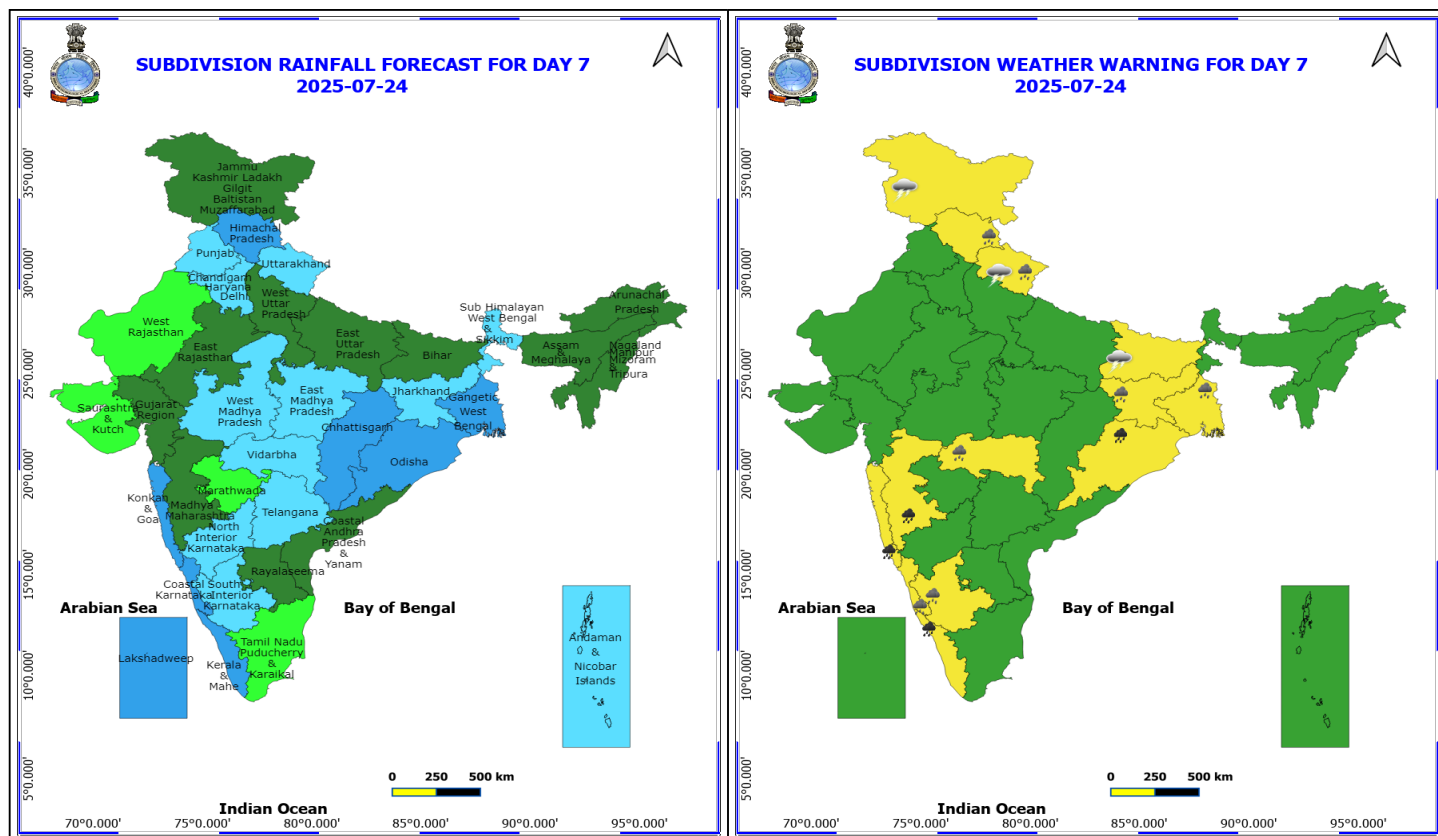 SUBDIVISION RAINFALL FORECAST FOR DAY 7
2025-07-24
40°0.000'
35°0.000'
30°0.000'
25°0.000'
20°0.000'
15°0.000'
10°0.000'
5°0.000'
Jammu
Kashmir Ladakh
Gilgit
Baltistan
Muzaffarabad
Himachal
Pradesh
Punjab
Uttarakhand
Chandigarh
Haryana
Delhi
West
Uttar
Pradesh
West
Rajasthan
East
Rajasthan
East
Uttar
Pradesh
Bihar
Sub Himalayan
West Bengal
&
Sikkim
Arunachal
Pradesh
Assam
&
Meghalaya
Nagaland
Manipur
Mizoram
&
Tripura
Saurashtra
&
Kutch
Gujarat
Region
West
Madhya
Pradesh
East
Madhya
Pradesh
Jharkhand
Gangetic
West
Bengal
Chhattisgarh
Odisha
Vidarbha
Marathwada
Konkan
&
Goa
Madhya
Maharashtra
North
Interior
Karnataka
Telangana
Coastal
Andhra
Pradesh
&
Yanam
Rayalaseema
Coastal
Karnataka
South
Interior
Karnataka
Arabian Sea
Bay of Bengal
Lakshadweep
Kerala
&
Mahe
Tamil Nadu
Puducherry
&
Karaikal
Andaman
&
Nicobar
Islands
0 250 500 km
Indian Ocean
70°0.000' 75°0.000' 80°0.000' 85°0.000' 90°0.000' 95°0.000'
SUBDIVISION WEATHER WARNING FOR DAY 7
2025-07-24
40°0.000'
35°0.000'
30°0.000'
25°0.000'
20°0.000'
15°0.000'
10°0.000'
5°0.000'
Arabian Sea
Bay of Bengal
0 250 500 km
Indian Ocean
70°0.000' 75°0.000' 80°0.000' 85°0.000' 90°0.000' 95°0.000'